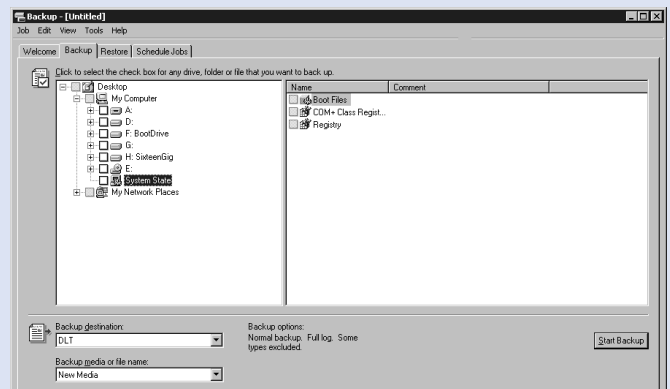 Backup - [Untitled]
Job Edit View Tools Help
Welcome Backup Restore Schedule Jobs
Click to select the check box for any drive, folder or file that you want to back up.
Desktop
My Computer
A:
D:
F: BootDrive
G:
H: SixteenGig
E:
System State
My Network Places
Name Comment
Boot Files
COM+ Class Regist...
Registry
Backup destination:
DLT
Backup media or file name:
New Media
Backup options:
Normal backup. Full log. Some
types excluded.
Start Backup